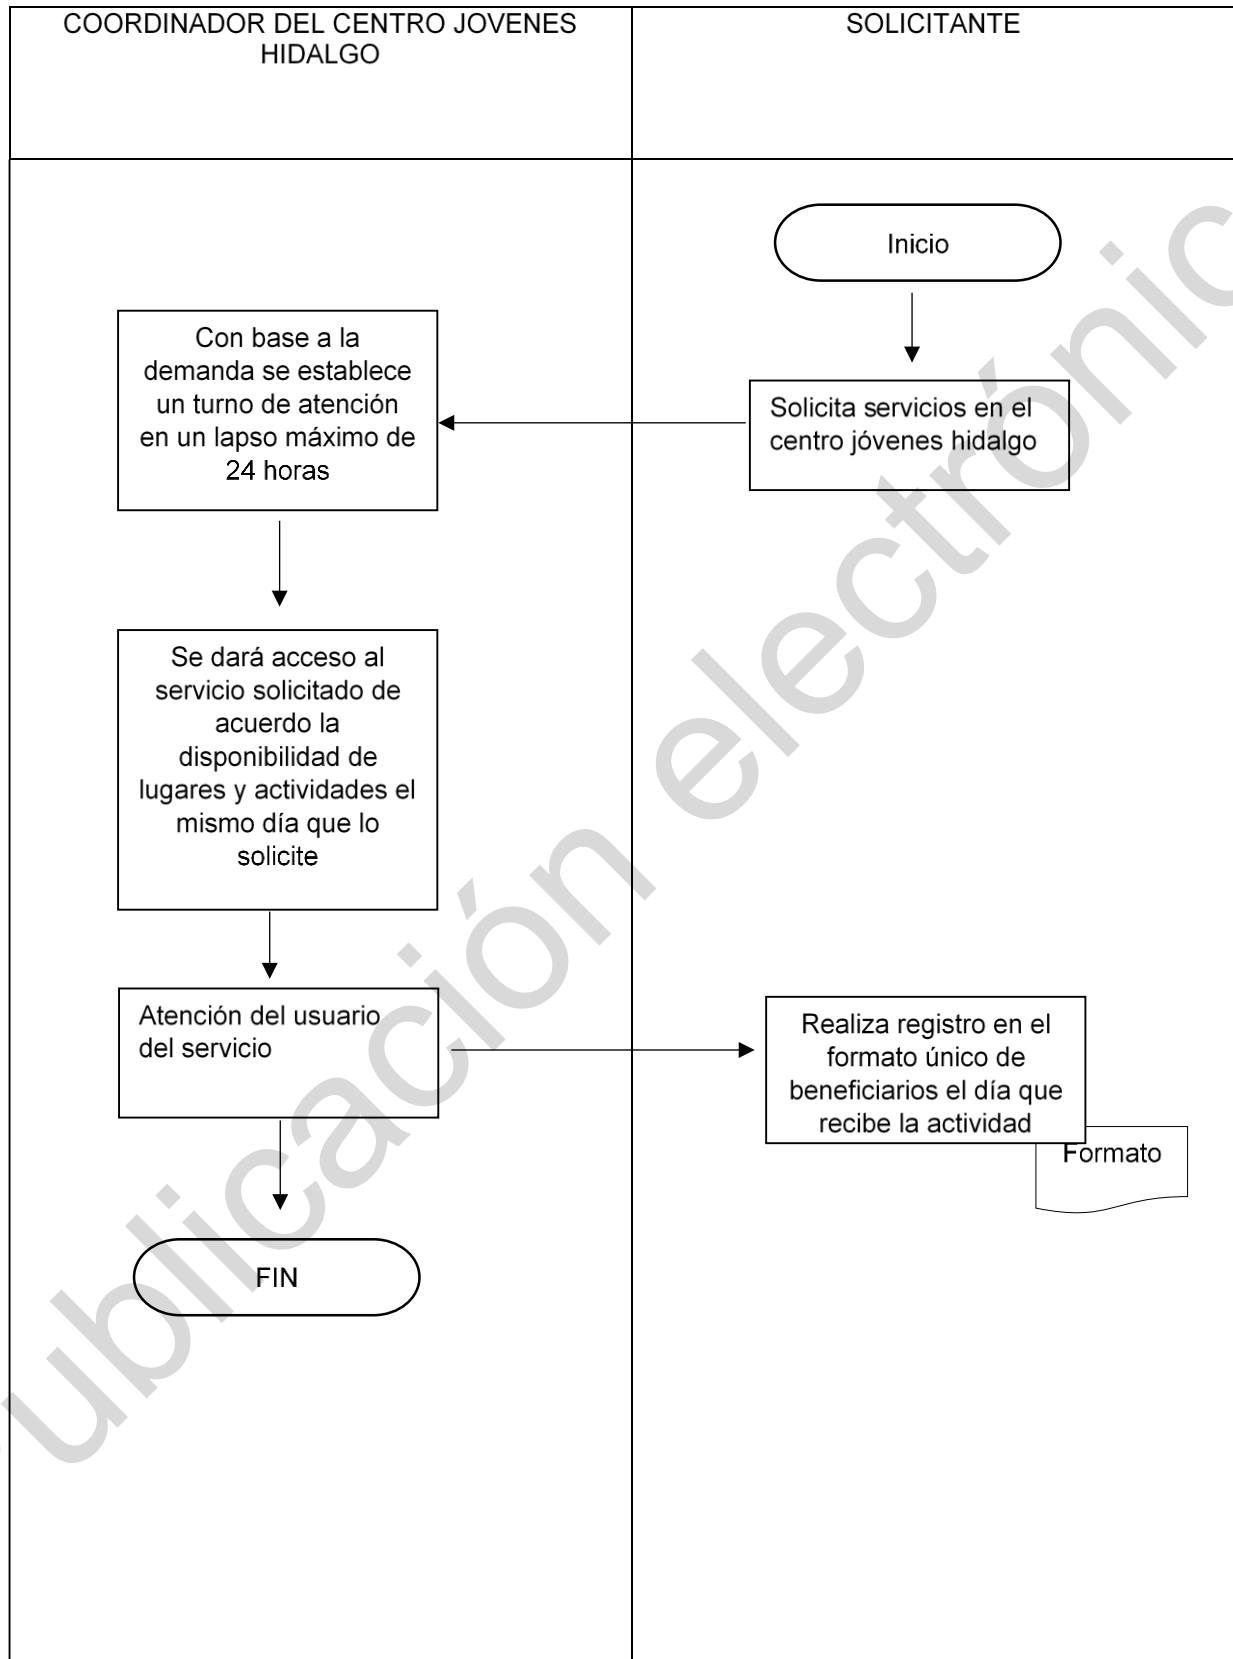 COORDINADOR DEL CENTRO JOVENES
HIDALGO
SOLICITANTE
Inicio
Solicita servicios en el
centro jóvenes hidalgo
Con base a la
demanda se establece
un turno de atención
en un lapso máximo de
24 horas
Se dará acceso al
servicio solicitado de
acuerdo la
disponibilidad de
lugares y actividades el
mismo día que lo
solicite
Atención del usuario
del servicio
Realiza registro en el
formato único de
beneficiarios el día que
recibe la actividad
Formato
FIN
ublicación electrónic